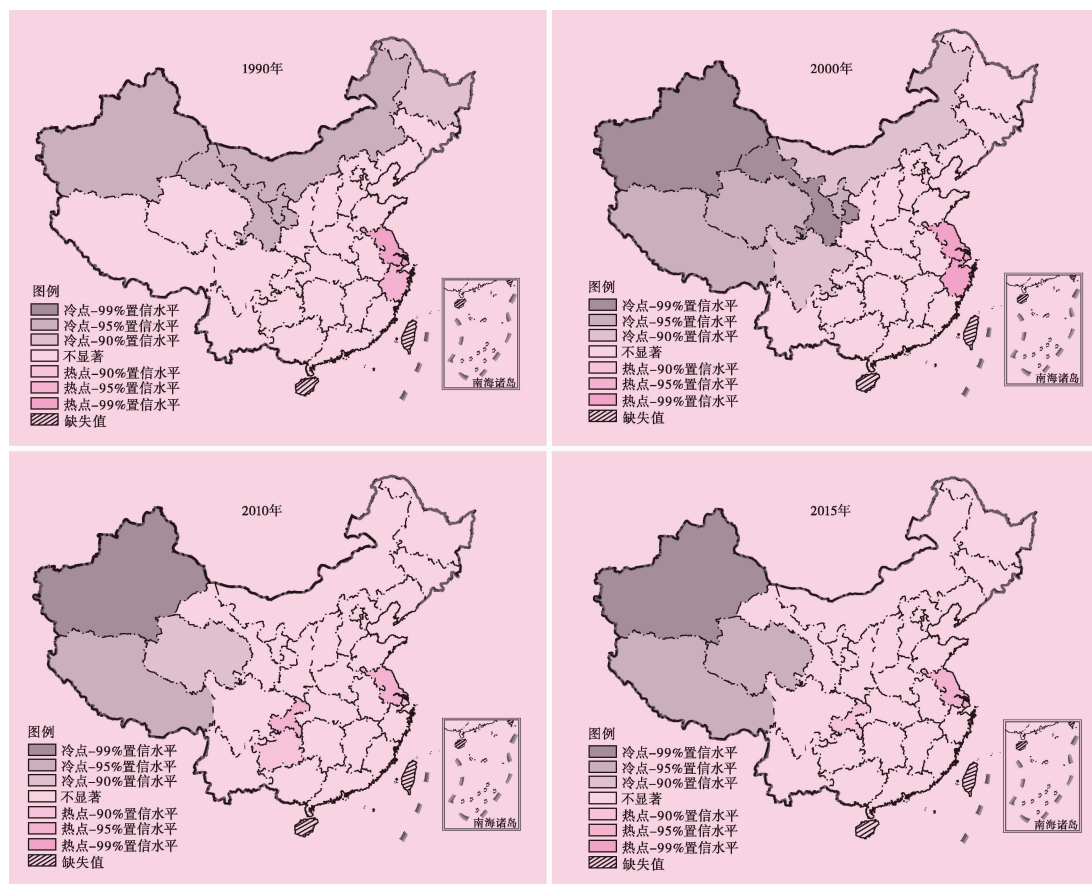 1990年
图例
冷点-99%置信水平
冷点-95%置信水平
冷点-90%置信水平
不显著
热点-90%置信水平
热点-95%置信水平
热点-99%置信水平
缺失值
南海诸岛
2000年
图例
冷点-99%置信水平
冷点-95%置信水平
冷点-90%置信水平
不显著
热点-90%置信水平
热点-95%置信水平
热点-99%置信水平
缺失值
南海诸岛
2010年
图例
冷点-99%置信水平
冷点-95%置信水平
冷点-90%置信水平
不显著
热点-90%置信水平
热点-95%置信水平
热点-99%置信水平
缺失值
南海诸岛
2015年
图例
冷点-99%置信水平
冷点-95%置信水平
冷点-90%置信水平
不显著
热点-90%置信水平
热点-95%置信水平
热点-99%置信水平
缺失值
南海诸岛